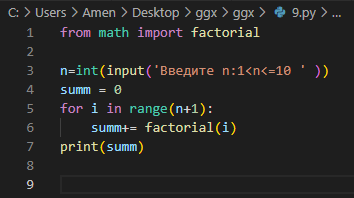 C: > Users > Amen > Desktop > ggx > ggx > 9.py > ...
1 from math import factorial
2
3 n=int(input('Введите n:1<n<=10 ' ))
4 summ = 0
5 for i in range(n+1):
6     summ+= factorial(i)
7 print(summ)
8
9